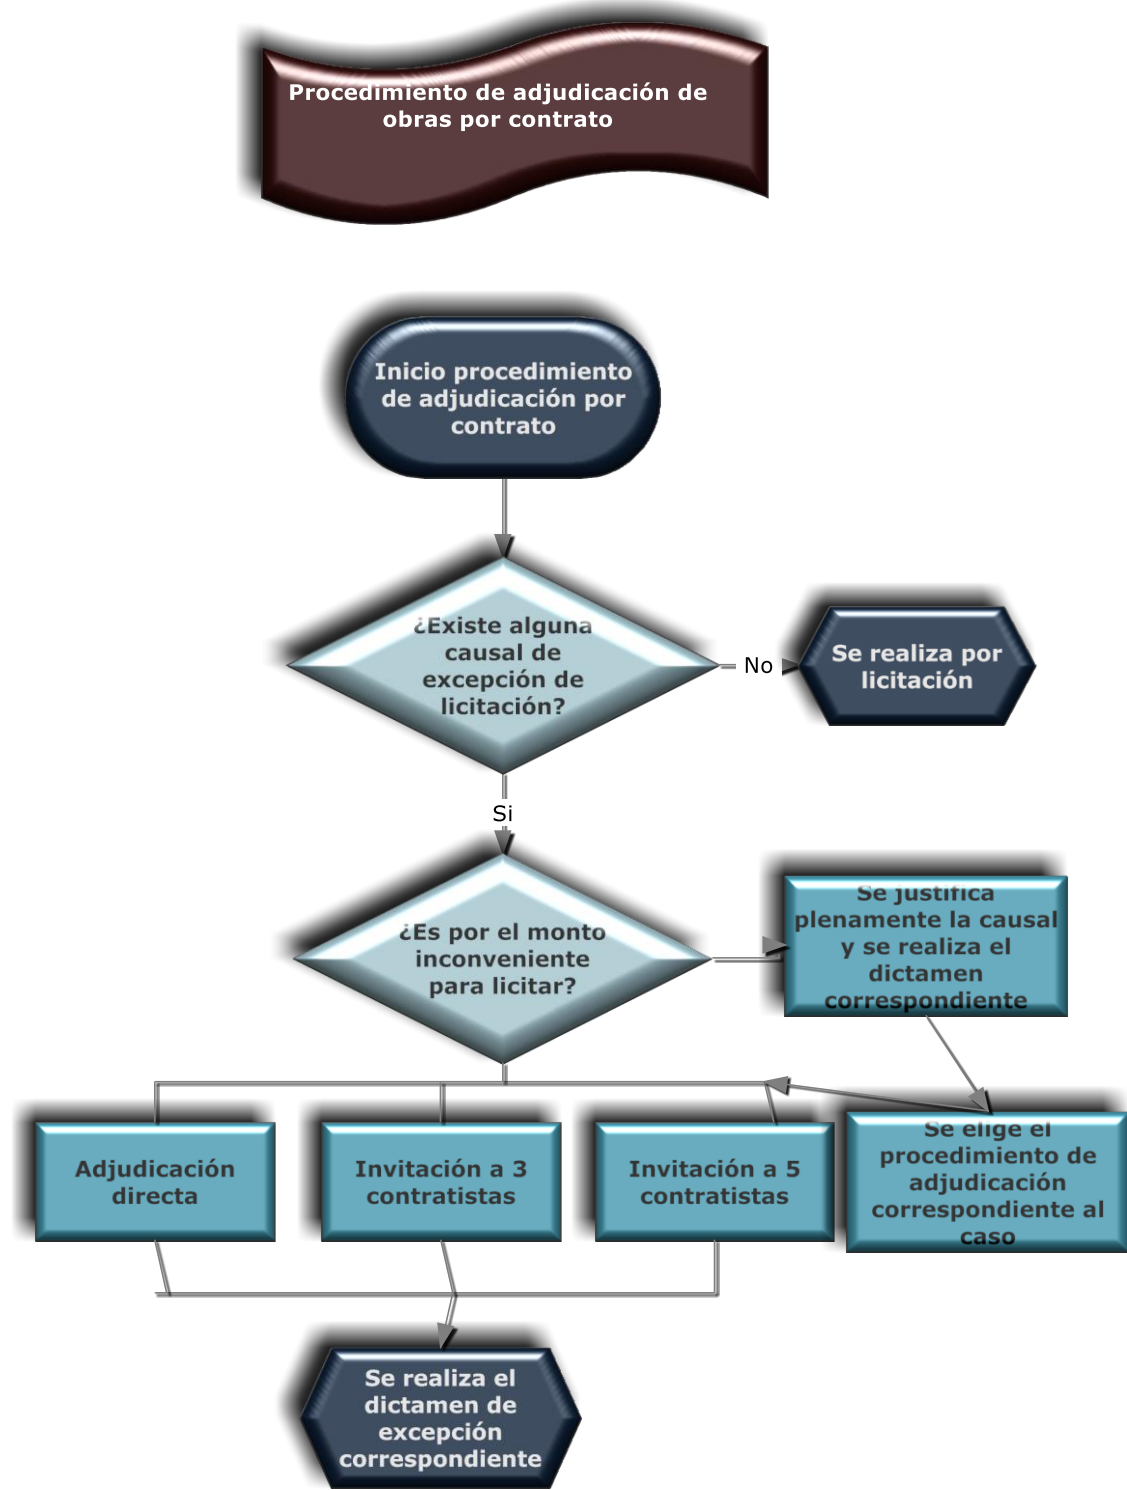 Procedimiento de adjudicación de
obras por contrato
Inicio procedimiento
de adjudicación por
contrato
¿Existe alguna
causal de
excepción de
licitación?
No
Se realiza por
licitación
Si
¿Es por el monto
inconveniente
para licitar?
Se justifica
plenamente la causal
y se realiza el
dictamen
correspondiente
Adjudicación
directa
Invitación a 3
contratistas
Invitación a 5
contratistas
Se elige el
procedimiento de
adjudicación
correspondiente al
caso
Se realiza el
dictamen de
excepción
correspondiente